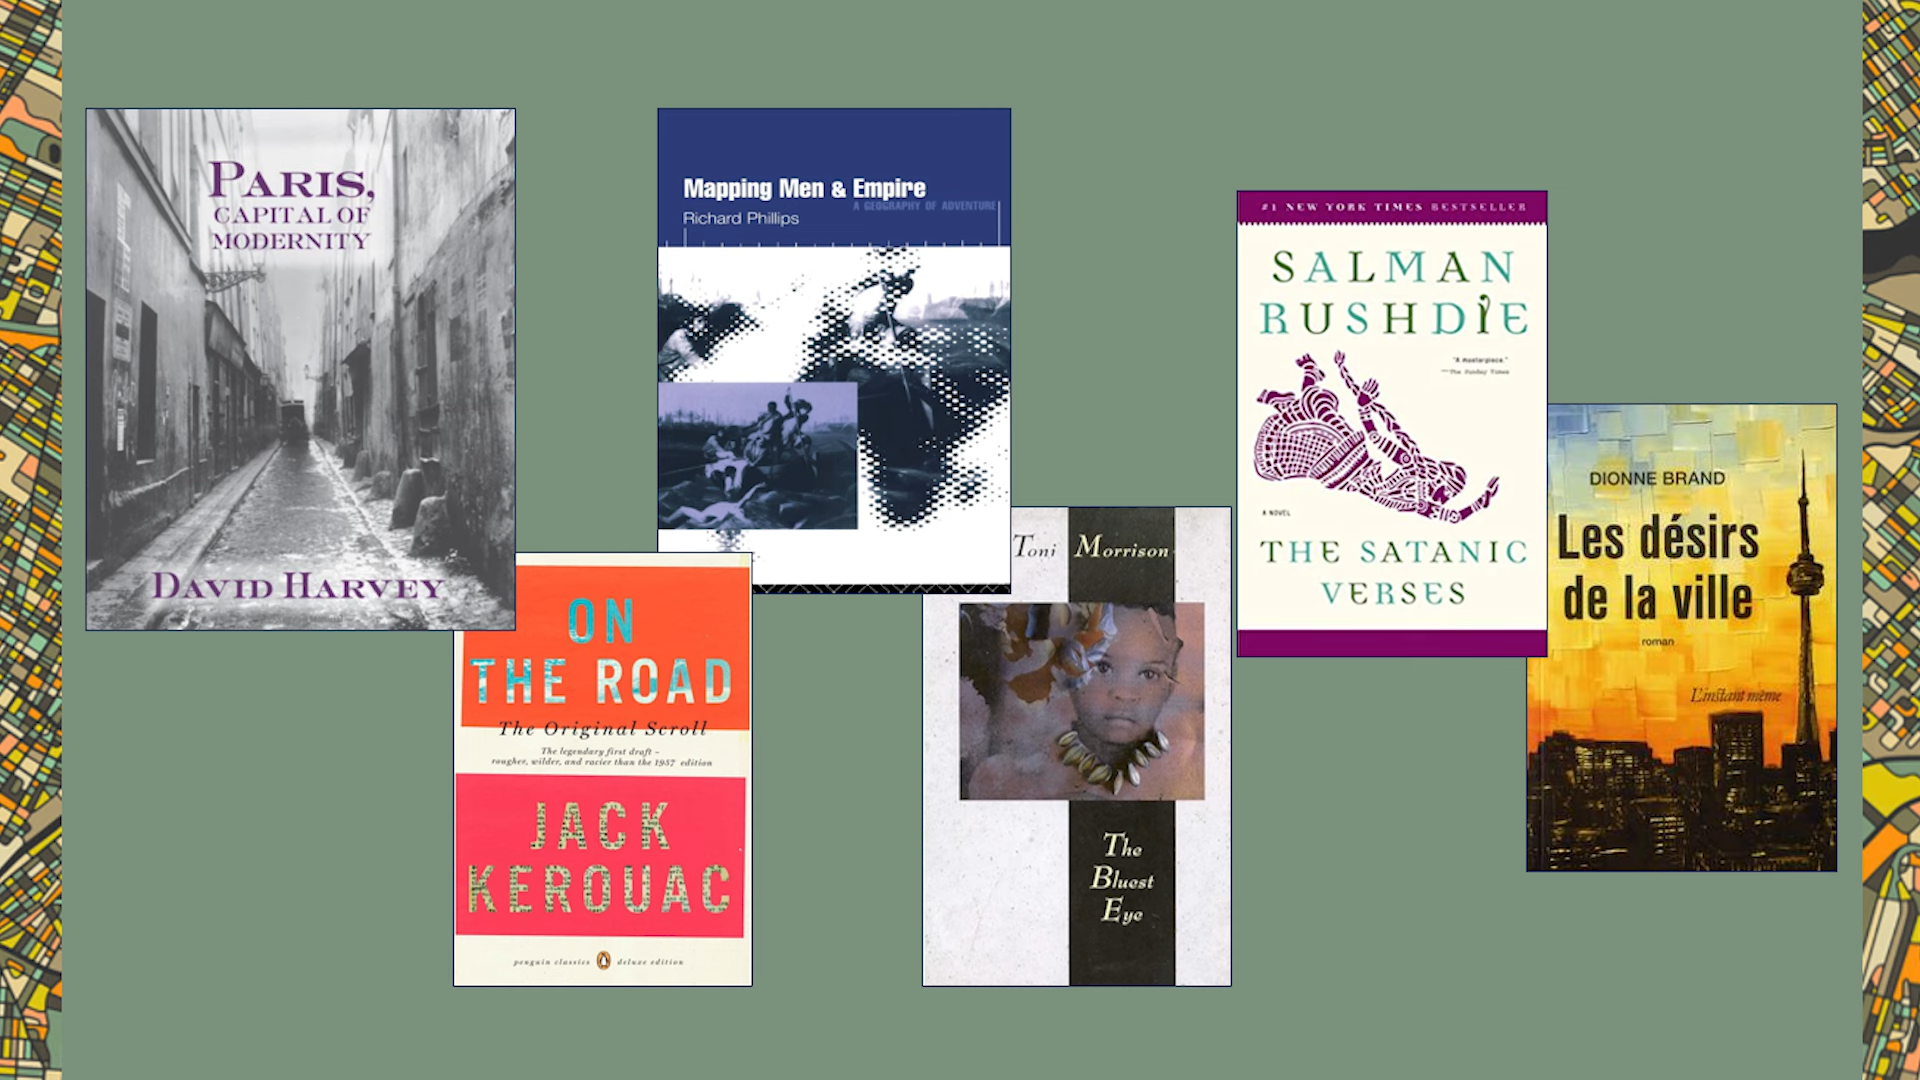 PARIS,
CAPITAL OF
MODERNITY
DAVID HARVEY
ON
THE ROAD
The Original Scroll
The legendary first draft –
rougher, wilder, and racier than the 1957 edition
JACK
KEROUAC
penguin classics deluxe edition
Mapping Men & Empire
A GEOGRAPHY OF ADVENTURE
Richard Phillips
Toni Morrison
The
Bluest
Eye
#1 NEW YORK TIMES BESTSELLER
SALMAN
RUSHDIE
"A masterpiece."
—The Sunday Times
A NOVEL
THE SATANIC
VERSES
DIONNE BRAND
Les désirs
de la ville
roman
L'instant même